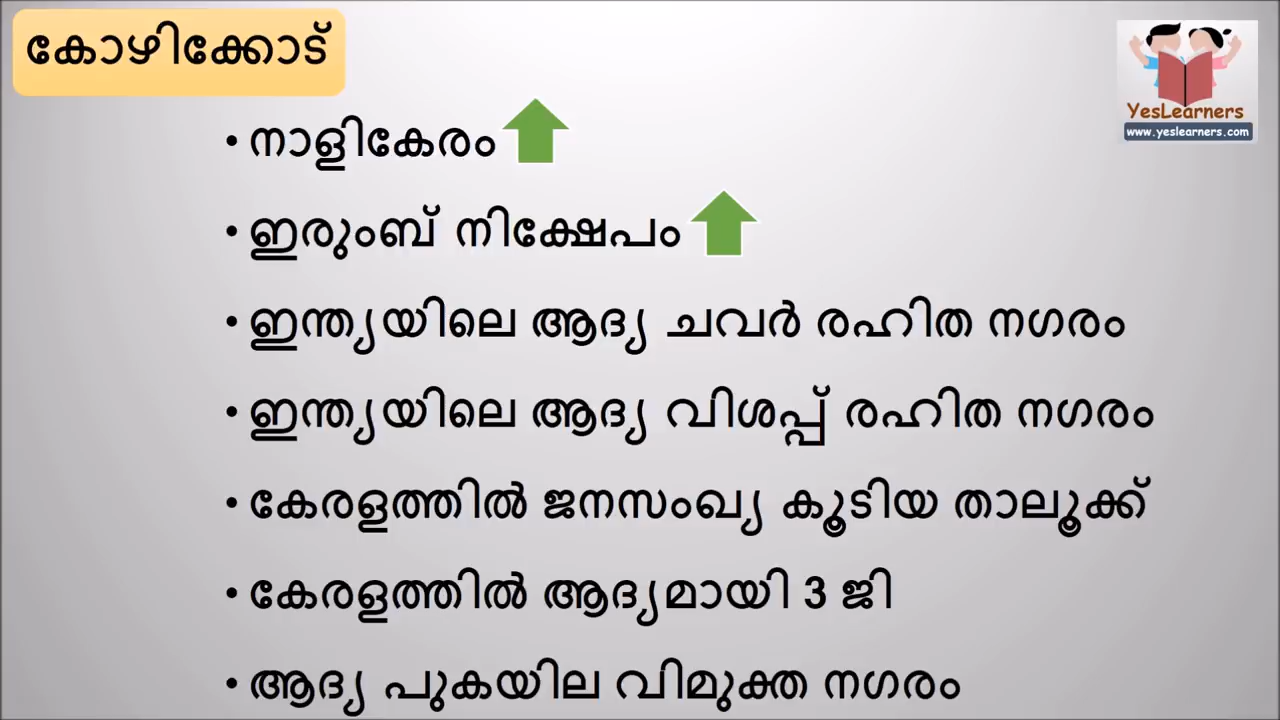 കോഴിക്കോട്
YesLearners
www.yeslearners.com
• നാളികേരം
• ഇരുംബ് നിക്ഷേപം
• ഇന്ത്യയിലെ ആദ്യ ചവർ രഹിത നഗരം
• ഇന്ത്യയിലെ ആദ്യ വിശപ്പ് രഹിത നഗരം
• കേരളത്തിൽ ജനസംഖ്യ കൂടിയ താലൂക്ക്
• കേരളത്തിൽ ആദ്യമായി 3 ജി
• ആദ്യ പുകയില വിമുക്ത നഗരം